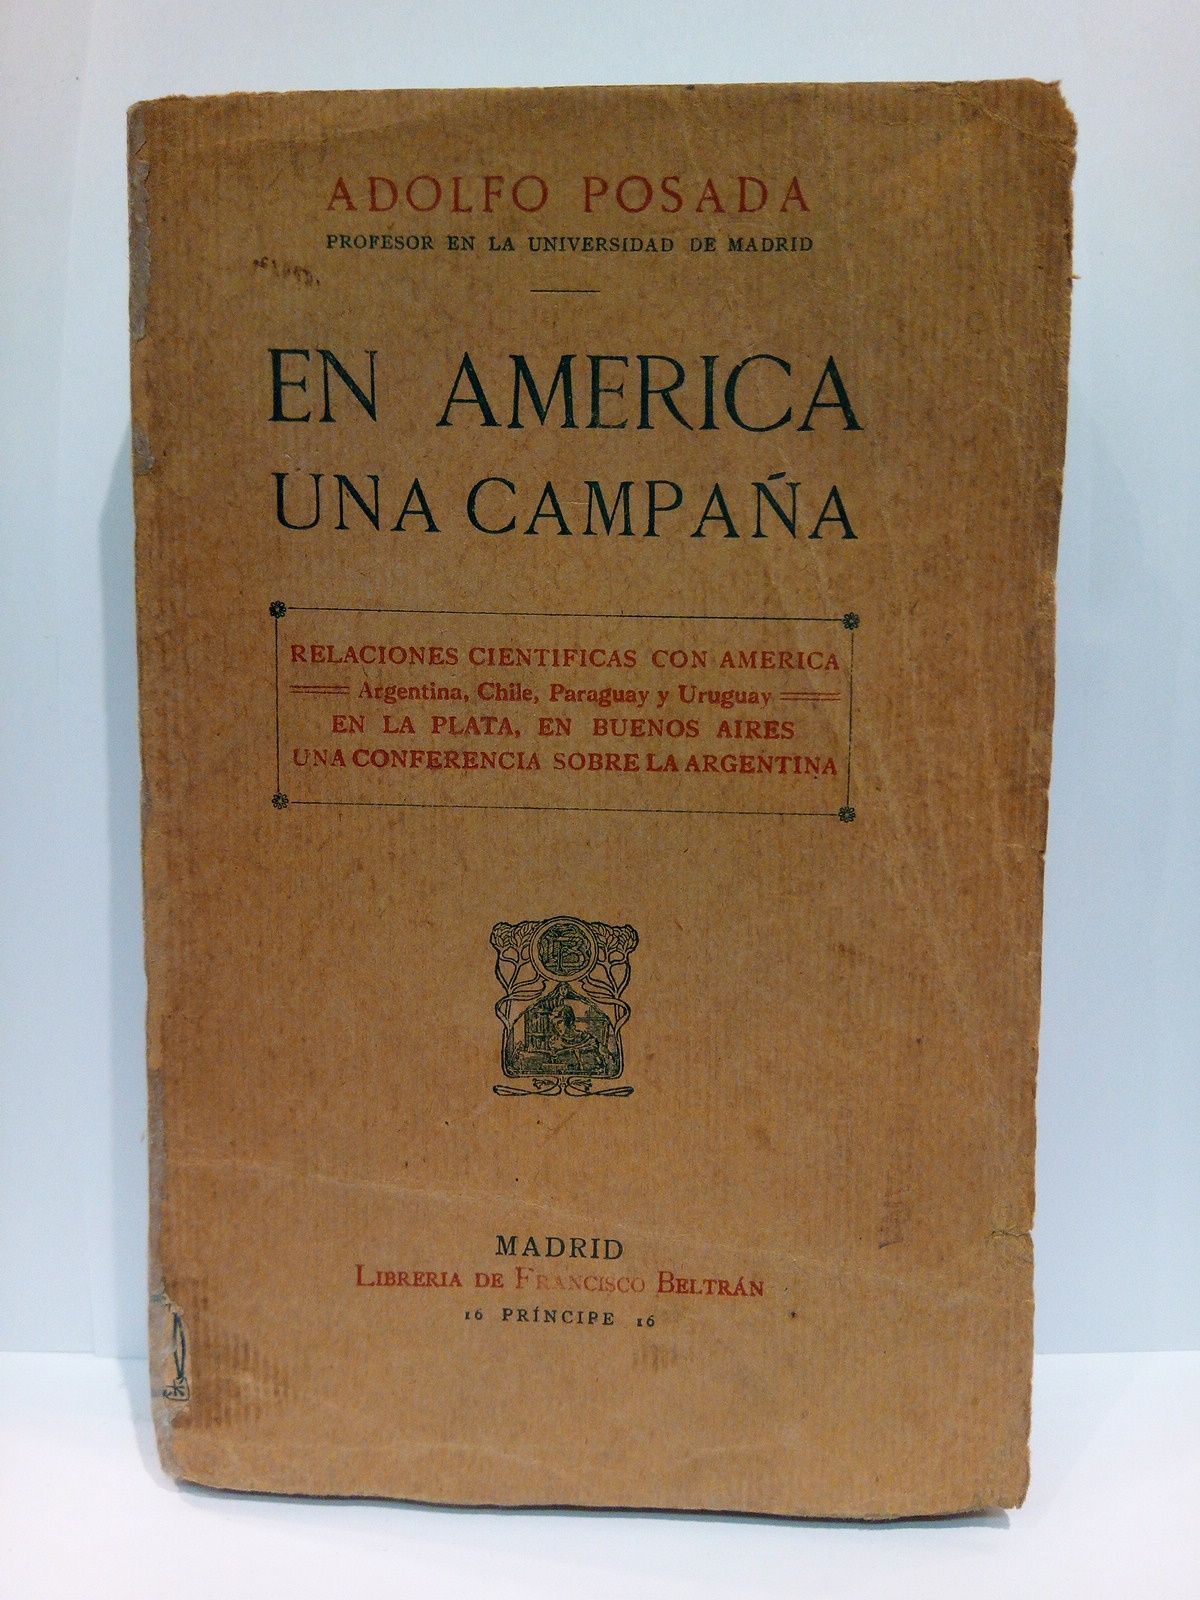 ADOLFO POSADA
PROFESOR EN LA UNIVERSIDAD DE MADRID
EN AMERICA
UNA CAMPAÑA
RELACIONES CIENTIFICAS CON AMERICA
Argentina, Chile, Paraguay y Uruguay
EN LA PLATA, EN BUENOS AIRES
UNA CONFERENCIA SOBRE LA ARGENTINA
MADRID
LIBRERIA DE FRANCISCO BELTRÁN
16 PRÍNCIPE 16